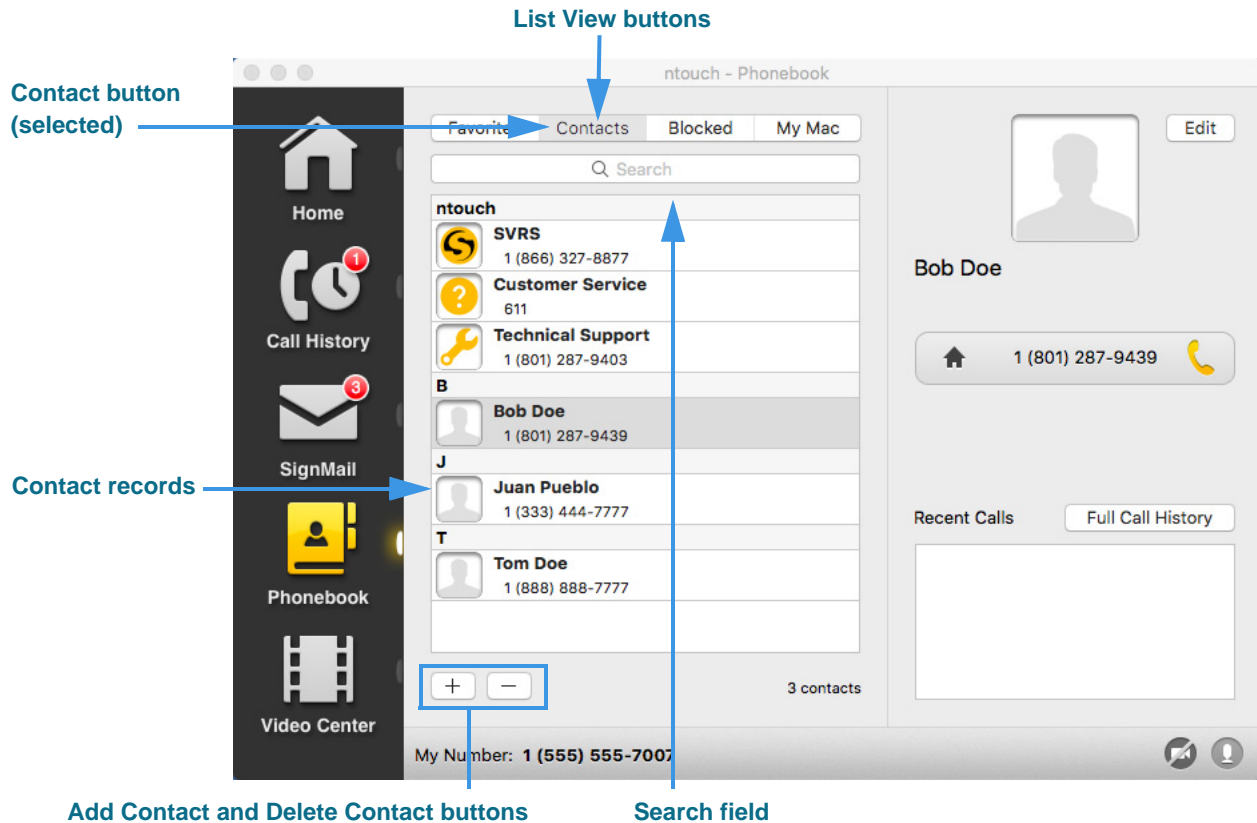 List View buttons
ntouch - Phonebook
Contact button
(selected)
Favorites Contacts Blocked My Mac
Edit
Search
Home
ntouch
SVRS
1 (866) 327-8877
Customer Service
611
Technical Support
1 (801) 287-9403
B
Bob Doe
1 (801) 287-9439
J
Juan Pueblo
1 (333) 444-7777
T
Tom Doe
1 (888) 888-7777
1
Call History
3
SignMail
Contact records
Phonebook
Video Center
+ −
3 contacts
Bob Doe
1 (801) 287-9439
Recent Calls Full Call History
My Number: 1 (555) 555-7007
Add Contact and Delete Contact buttons
Search field